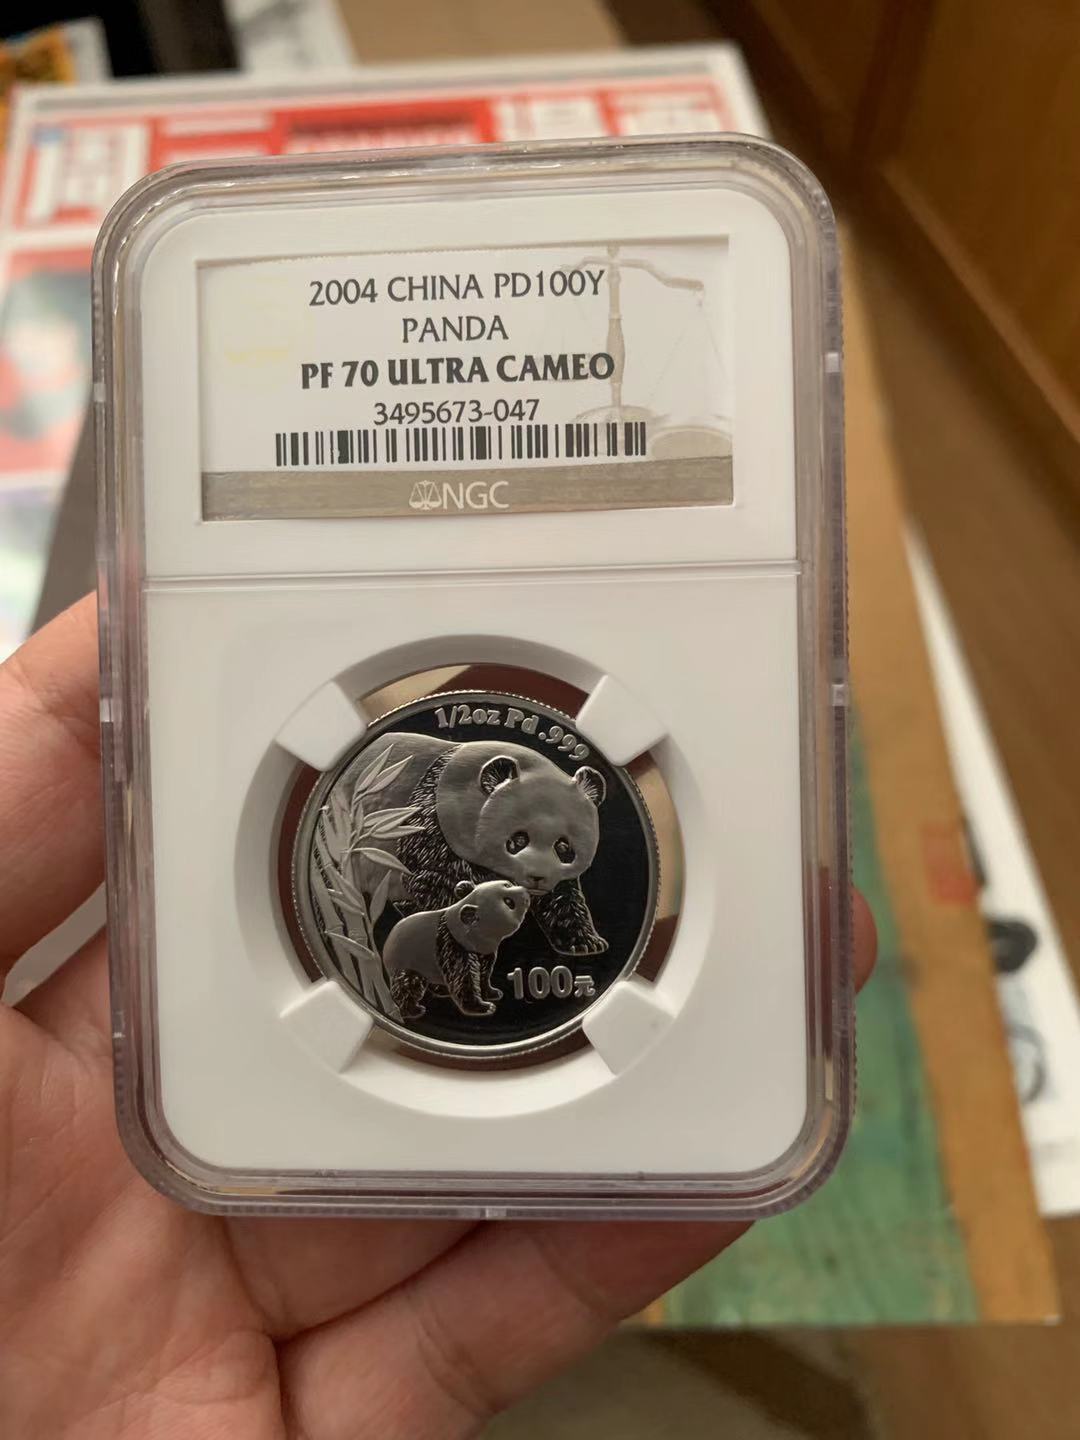 2004 CHINA PD100Y
PANDA
PF 70 ULTRA CAMEO
3495673-047
NGC
1/2oz Pd .999
100元